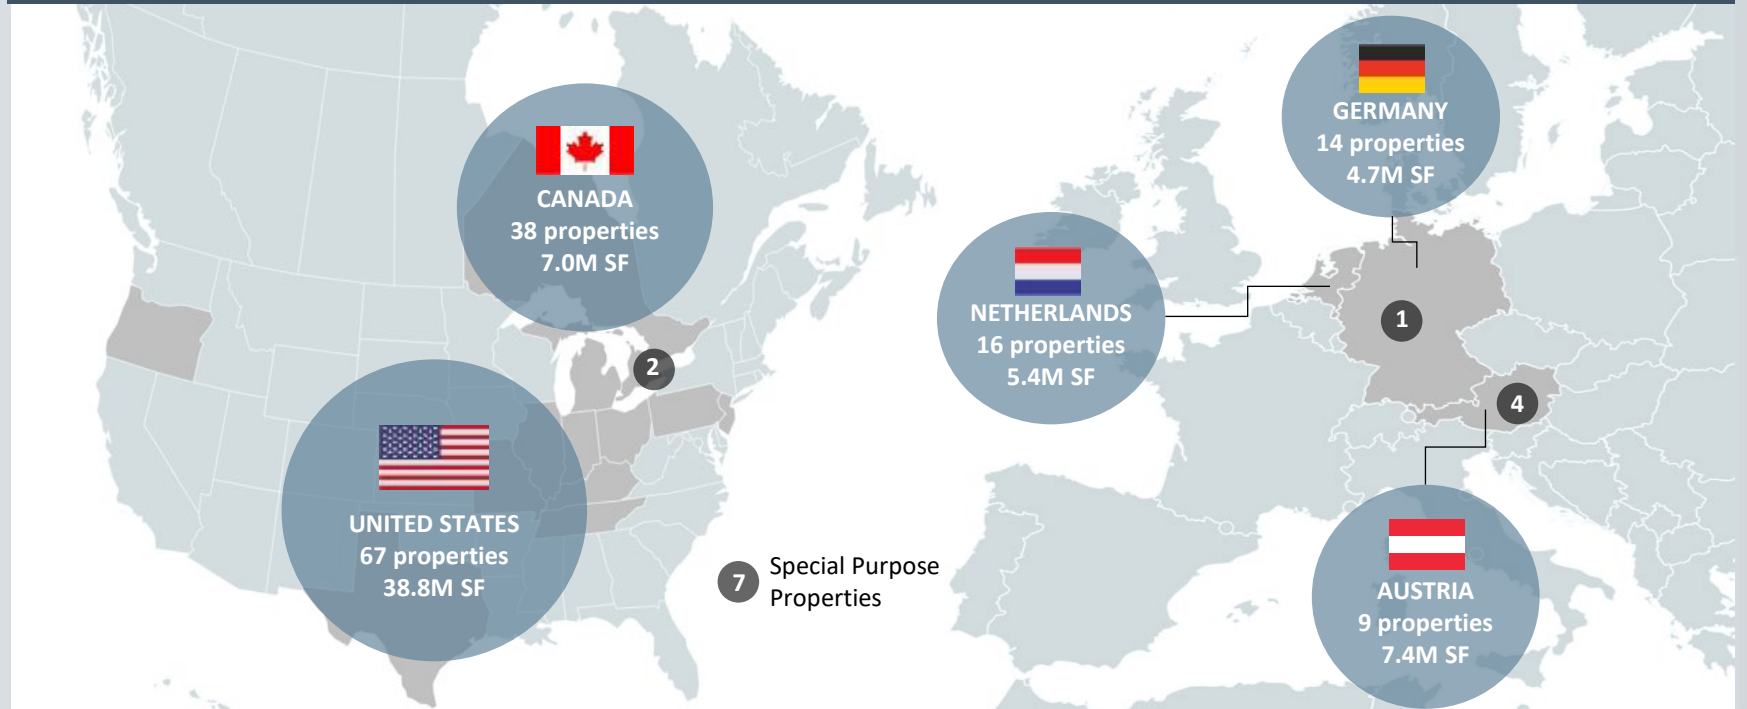 CANADA
38 properties
7.0M SF
2
UNITED STATES
67 properties
38.8M SF
7
Special Purpose
Properties
GERMANY
14 properties
4.7M SF
NETHERLANDS
16 properties
5.4M SF
1
4
AUSTRIA
9 properties
7.4M SF